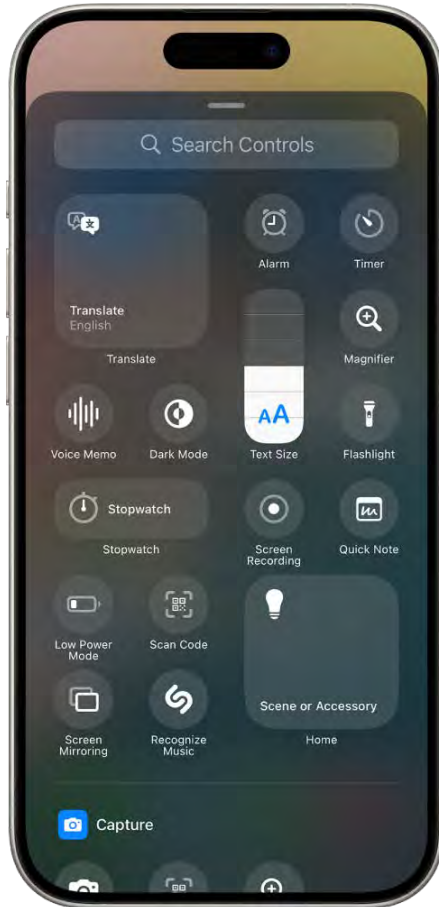 Search Controls
Translate
English
Translate
Alarm
Timer
Magnifier
Voice Memo
Dark Mode
AA
Text Size
Flashlight
Stopwatch
Stopwatch
Screen
Recording
Quick Note
Low Power
Mode
Scan Code
Scene or Accessory
Home
Screen
Mirroring
Recognize
Music
Capture